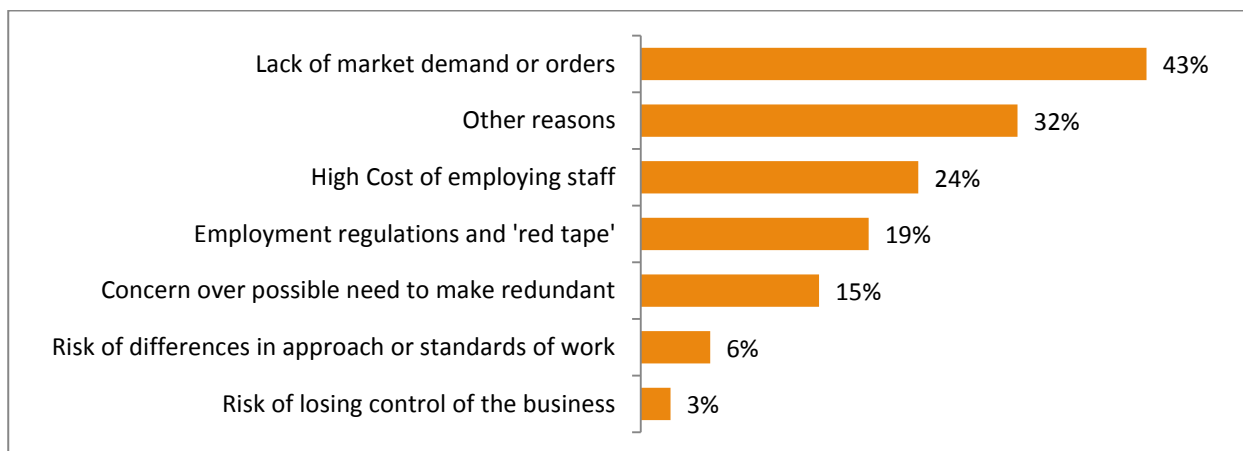 Lack of market demand or orders 43%
Other reasons 32%
High Cost of employing staff 24%
Employment regulations and 'red tape' 19%
Concern over possible need to make redundant 15%
Risk of differences in approach or standards of work 6%
Risk of losing control of the business 3%